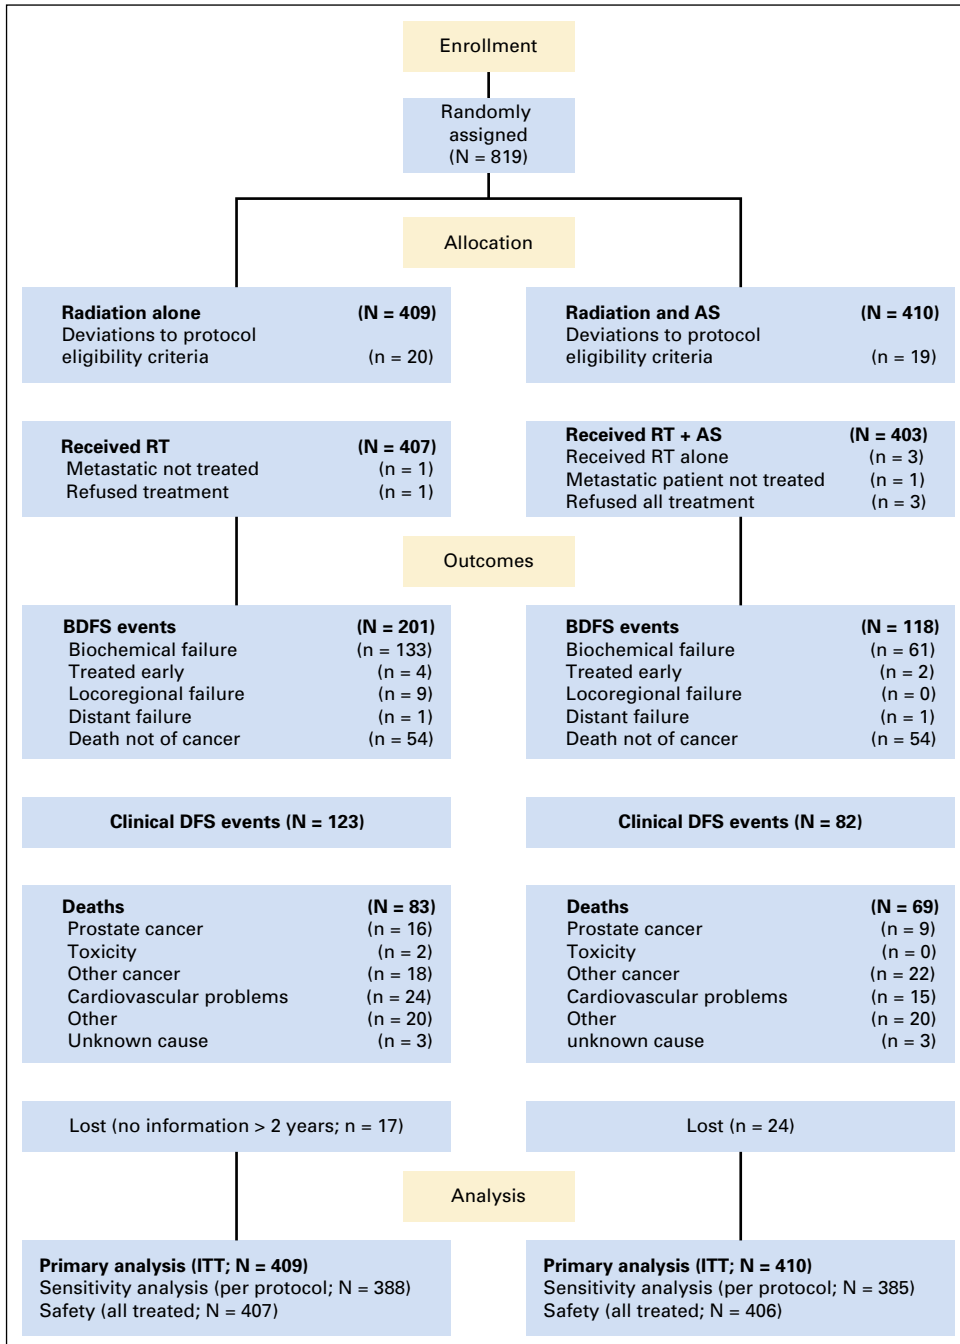 Enrollment
Randomly
assigned
(N = 819)
Allocation
Radiation alone (N = 409)
Deviations to protocol
eligibility criteria (n = 20)
Radiation and AS (N = 410)
Deviations to protocol
eligibility criteria (n = 19)
Received RT (N = 407)
Metastatic not treated (n = 1)
Refused treatment (n = 1)
Received RT + AS (N = 403)
Received RT alone (n = 3)
Metastatic patient not treated (n = 1)
Refused all treatment (n = 3)
Outcomes
BDFS events (N = 201)
Biochemical failure (n = 133)
Treated early (n = 4)
Locoregional failure (n = 9)
Distant failure (n = 1)
Death not of cancer (n = 54)
BDFS events (N = 118)
Biochemical failure (n = 61)
Treated early (n = 2)
Locoregional failure (n = 0)
Distant failure (n = 1)
Death not of cancer (n = 54)
Clinical DFS events (N = 123)
Clinical DFS events (N = 82)
Deaths (N = 83)
Prostate cancer (n = 16)
Toxicity (n = 2)
Other cancer (n = 18)
Cardiovascular problems (n = 24)
Other (n = 20)
Unknown cause (n = 3)
Deaths (N = 69)
Prostate cancer (n = 9)
Toxicity (n = 0)
Other cancer (n = 22)
Cardiovascular problems (n = 15)
Other (n = 20)
unknown cause (n = 3)
Lost (no information > 2 years; n = 17)
Lost (n = 24)
Analysis
Primary analysis (ITT; N = 409)
Sensitivity analysis (per protocol; N = 388)
Safety (all treated; N = 407)
Primary analysis (ITT; N = 410)
Sensitivity analysis (per protocol; N = 385)
Safety (all treated; N = 406)